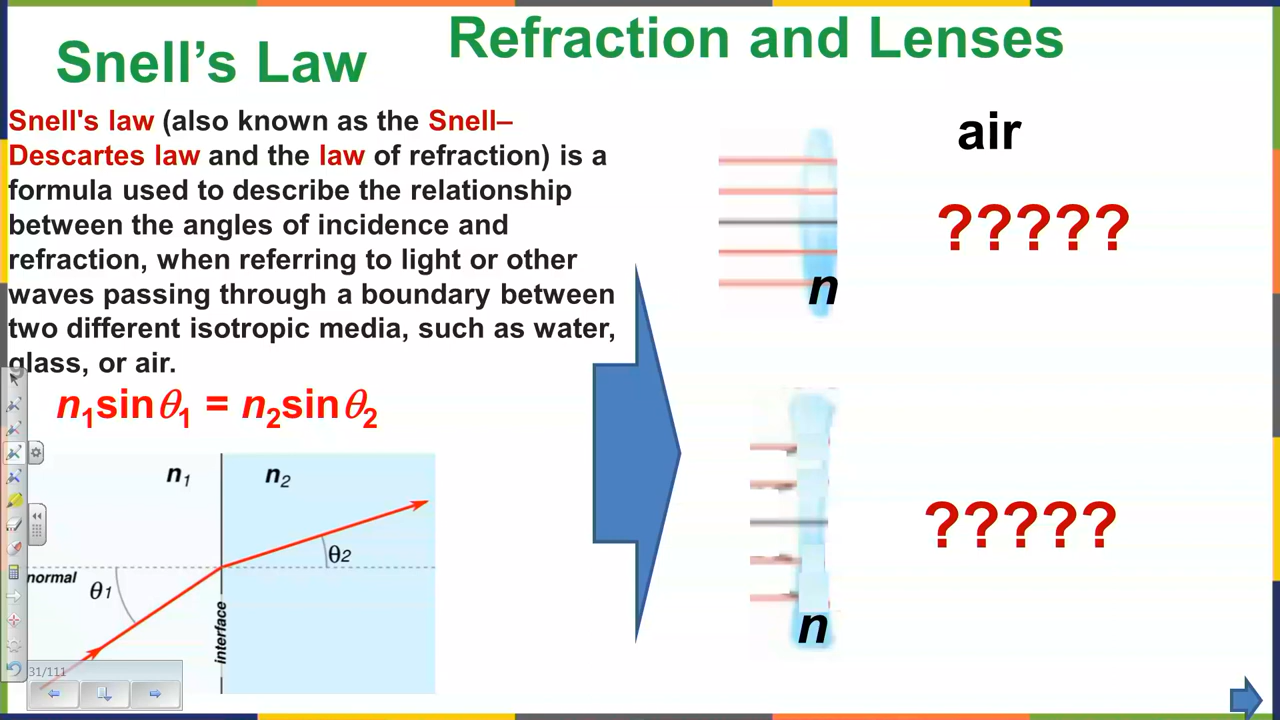 Refraction and Lenses
Snell’s Law
Snell's law (also known as the Snell–
Descartes law and the law of refraction) is a
formula used to describe the relationship
between the angles of incidence and
refraction, when referring to light or other
waves passing through a boundary between
two different isotropic media, such as water,
glass, or air.
n₁sinθ₁ = n₂sinθ₂
n₁
n₂
θ₂
normal
θ₁
interface
31/111
air
?????
n
?????
n